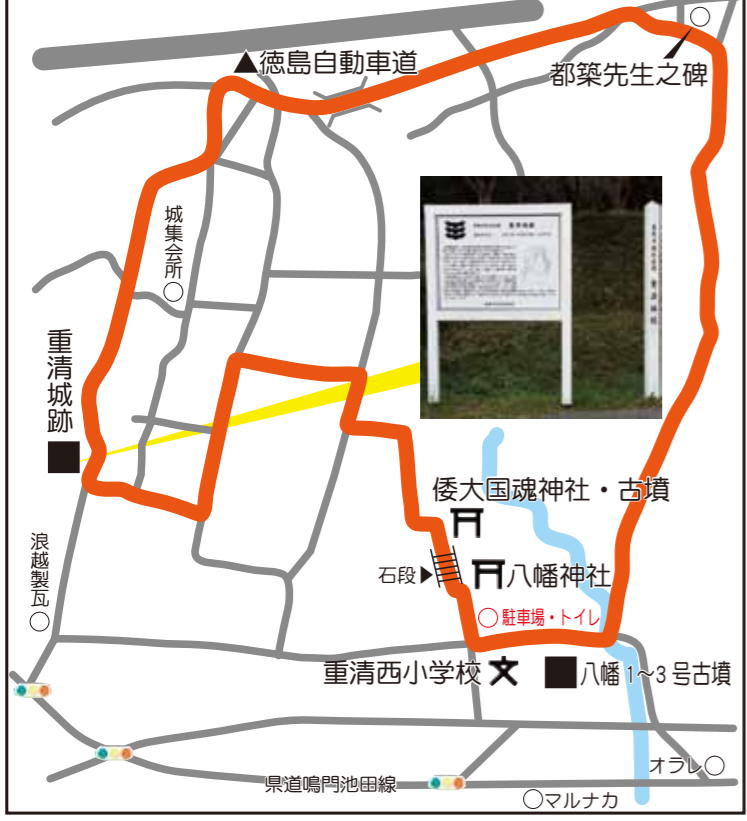 ▲徳島自動車道
都築先生之碑
城集会所
重清城跡
倭大国魂神社・古墳
石段▶
八幡神社
浪越製瓦
駐車場・トイレ
重清西小学校
八幡1~3号古墳
オラレ
県道鳴門池田線
マルナカ